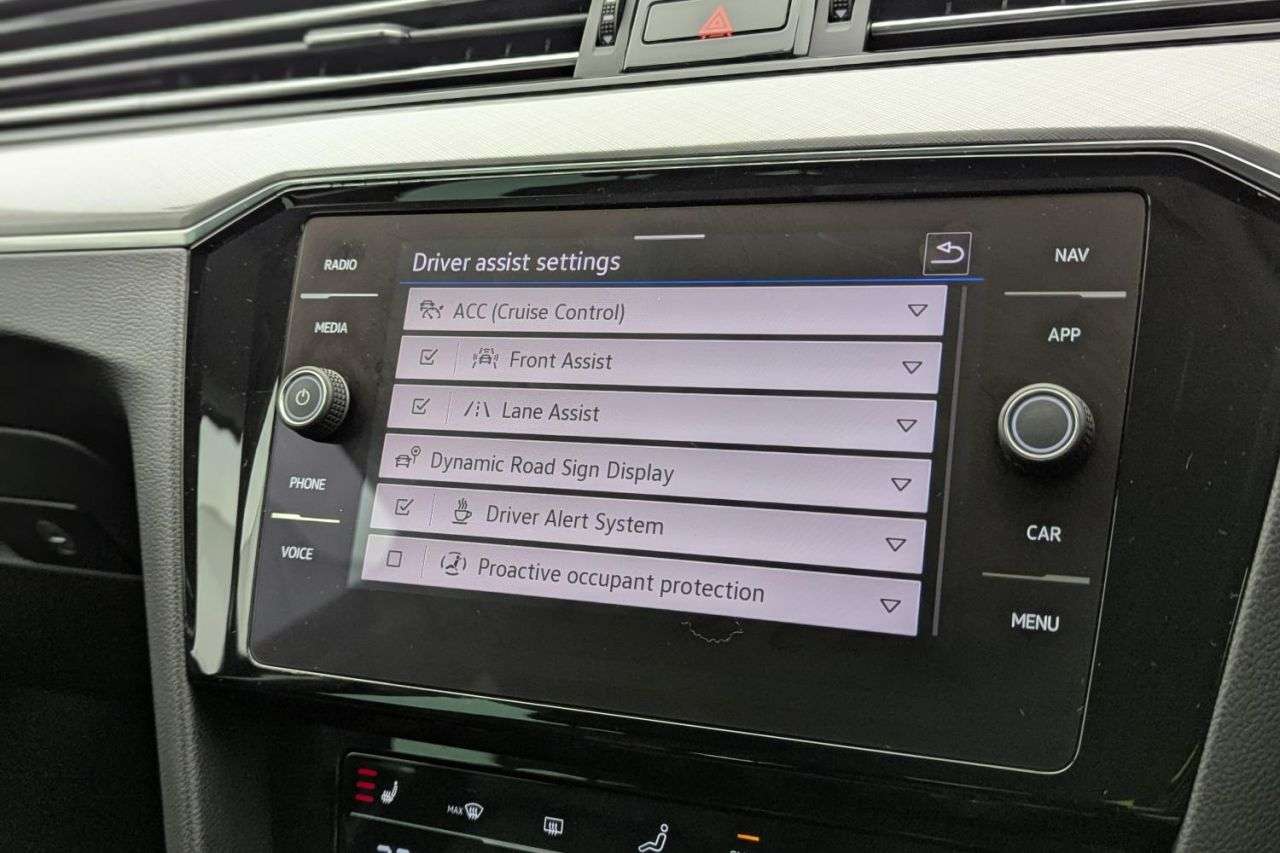 RADIO
MEDIA
PHONE
VOICE
Driver assist settings
ACC (Cruise Control)
Front Assist
Lane Assist
Dynamic Road Sign Display
Driver Alert System
Proactive occupant protection
NAV
APP
CAR
MENU
MAX